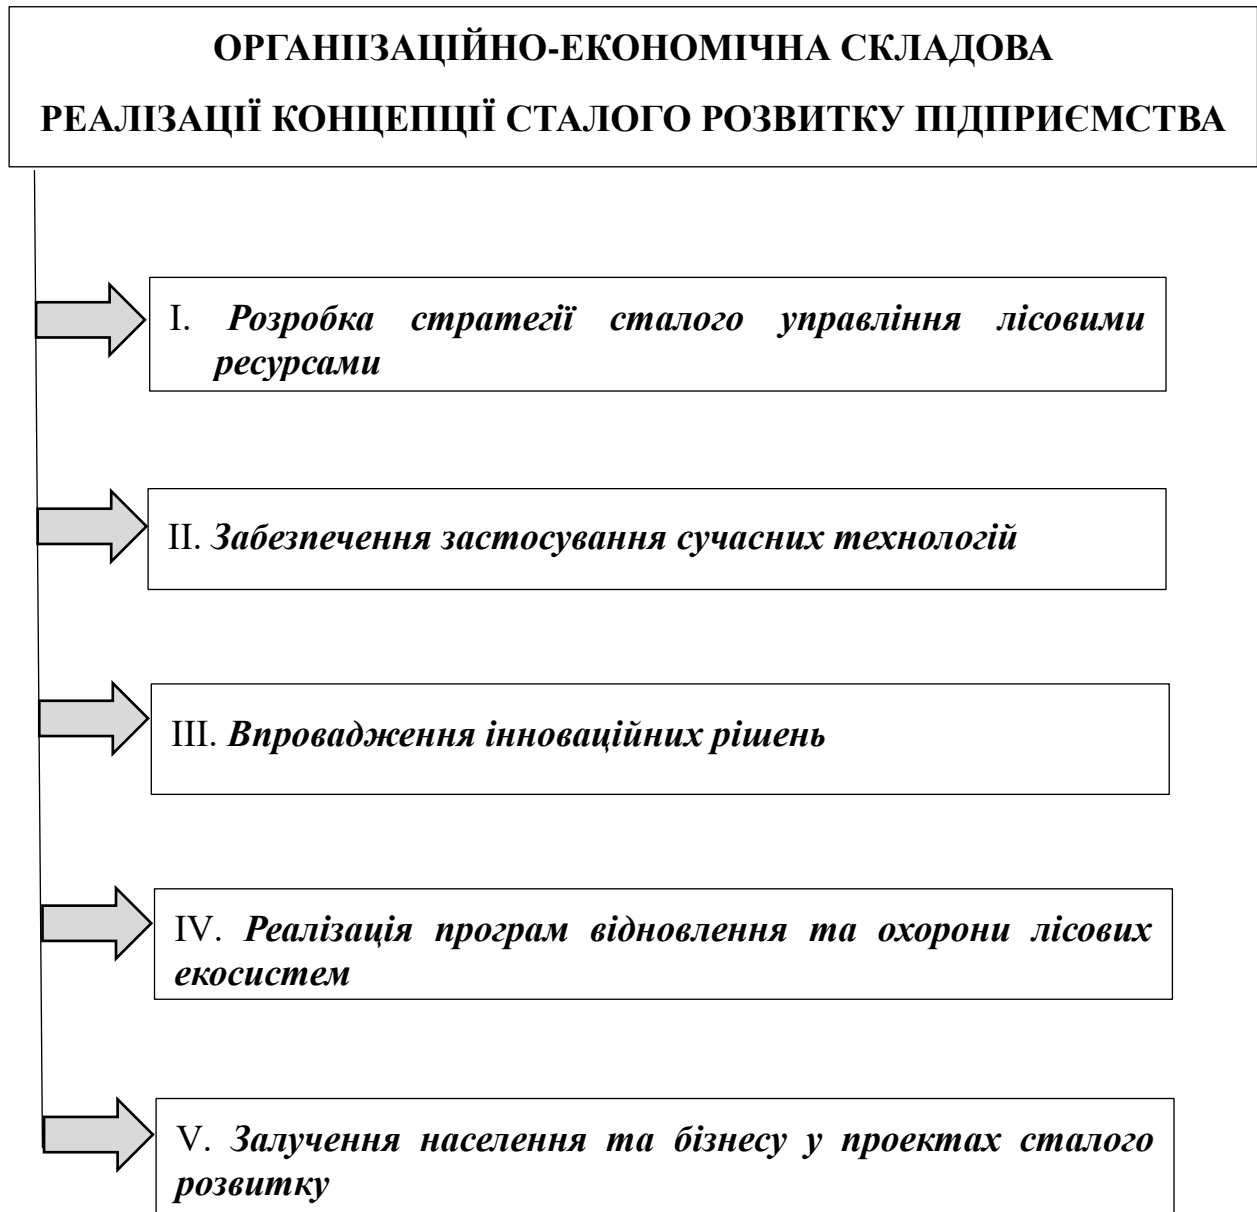 ОРГАНІІЗАЦІЙНО-ЕКОНОМІЧНА СКЛАДОВА
РЕАЛІЗАЦІЇ КОНЦЕПЦІЇ СТАЛОГО РОЗВИТКУ ПІДПРИЄМСТВА
I. Розробка стратегії сталого управління лісовими
ресурсами
II. Забезпечення застосування сучасних технологій
III. Впровадження інноваційних рішень
IV. Реалізація програм відновлення та охорони лісових
екосистем
V. Залучення населення та бізнесу у проектах сталого
розвитку